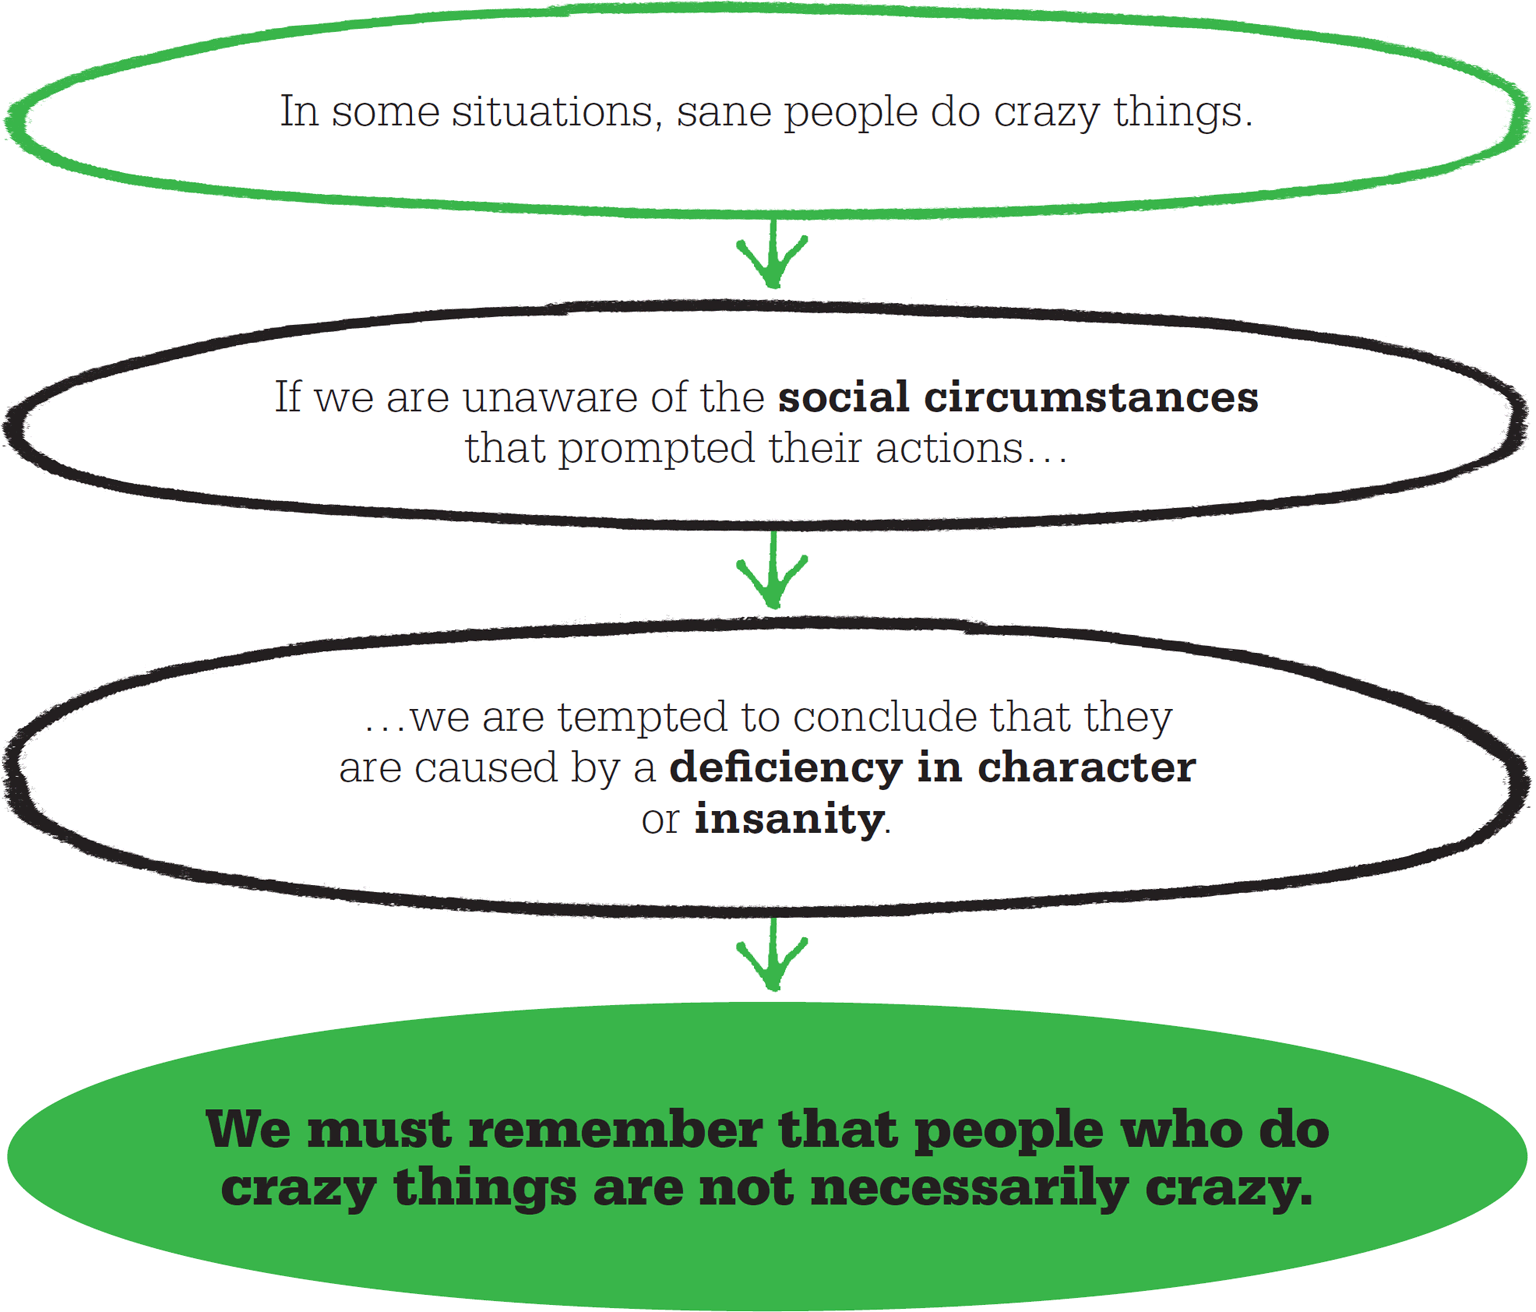 In some situations, sane people do crazy things.
If we are unaware of the social circumstances
that prompted their actions…
…we are tempted to conclude that they
are caused by a deficiency in character
or insanity.
We must remember that people who do
crazy things are not necessarily crazy.